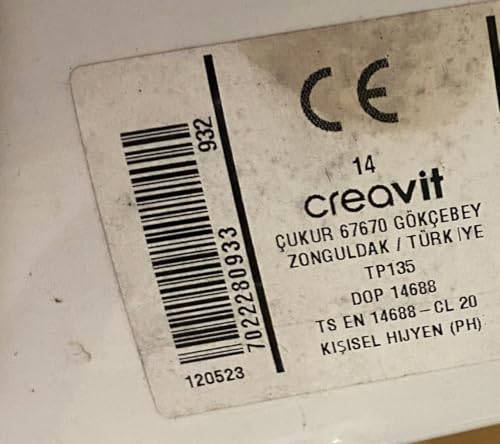 932
70222280933
120523
CE
14
creavit
ÇUKUR 67670 GÖKÇEBEY
ZONGULDAK / TÜRKIYE
TP135
DOP 14688
TS EN 14688-CL 20
KIŞISEL HIJYEN (PH)